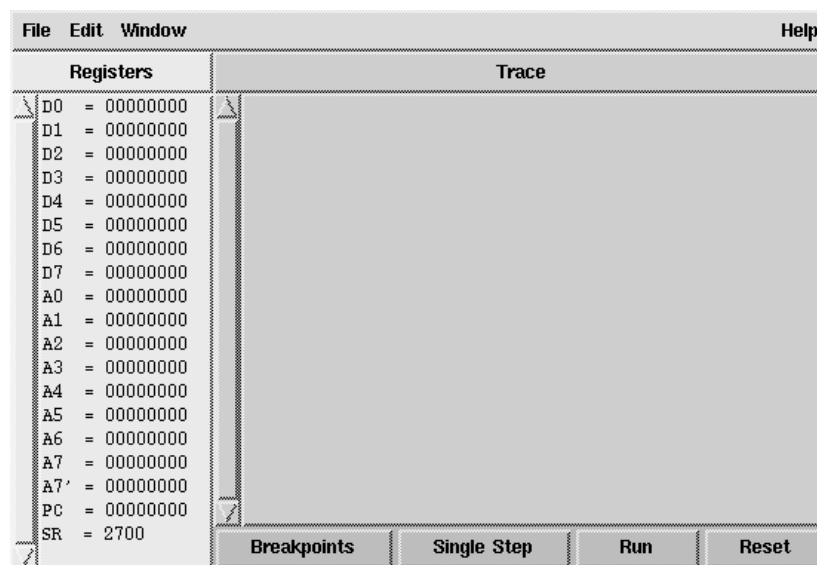 File Edit Window Help
Registers Trace
D0 = 00000000
D1 = 00000000
D2 = 00000000
D3 = 00000000
D4 = 00000000
D5 = 00000000
D6 = 00000000
D7 = 00000000
A0 = 00000000
A1 = 00000000
A2 = 00000000
A3 = 00000000
A4 = 00000000
A5 = 00000000
A6 = 00000000
A7 = 00000000
A7' = 00000000
PC = 00000000
SR = 2700
Breakpoints Single Step Run Reset